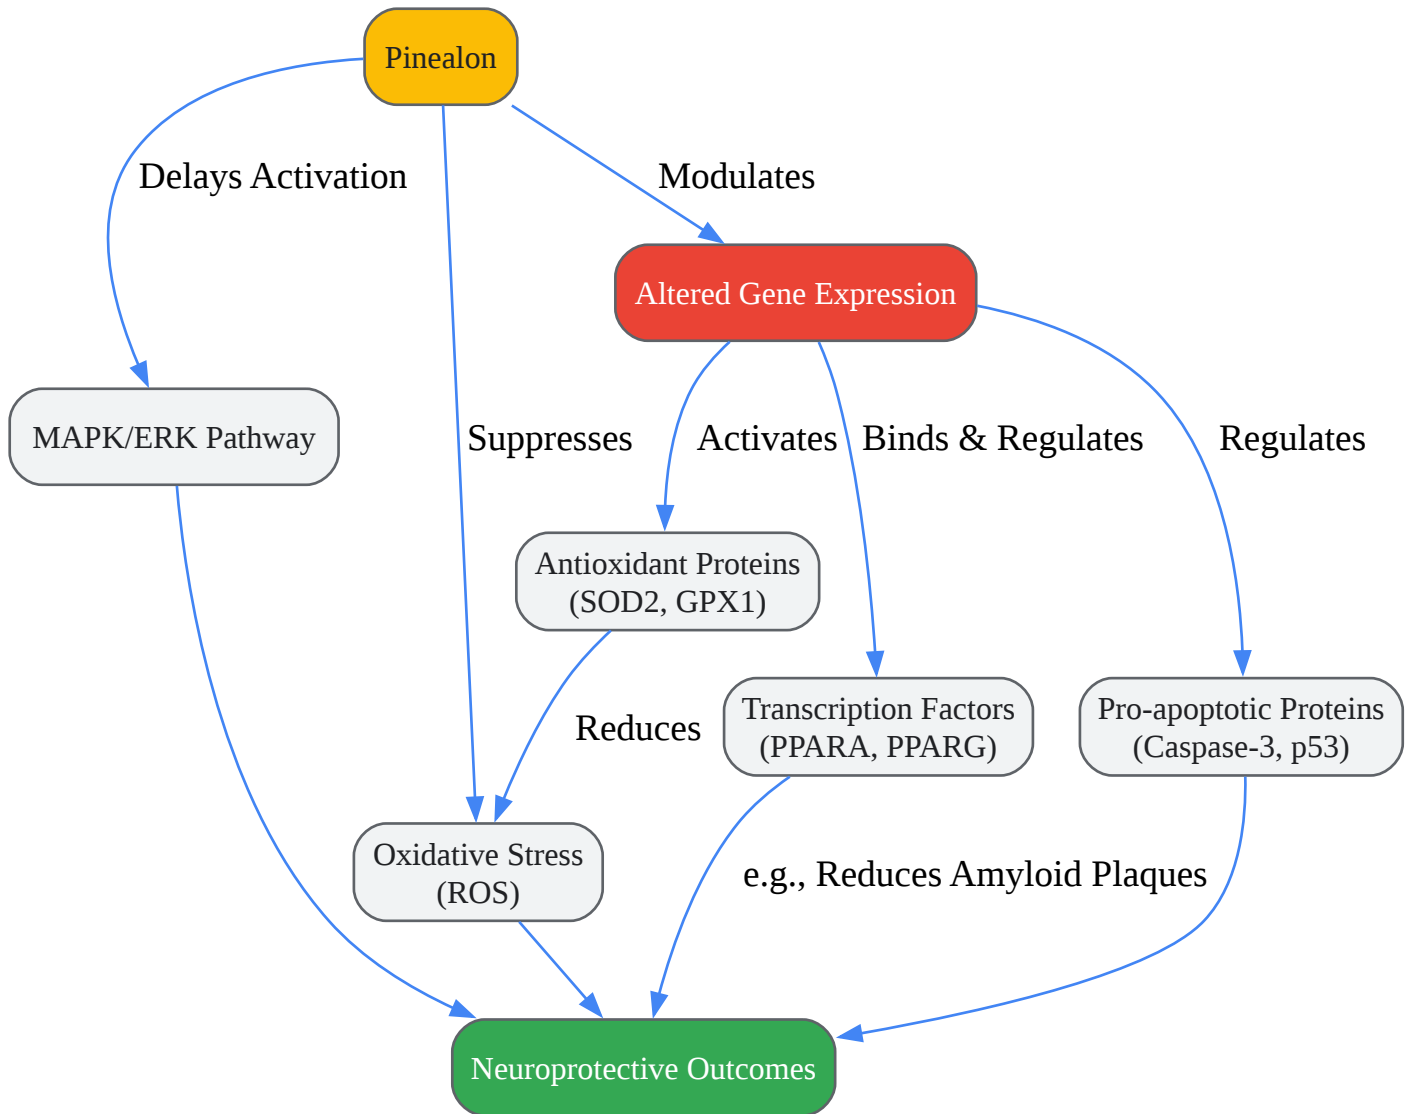 Pinealon
Delays Activation
Modulates
Altered Gene Expression
MAPK/ERK Pathway
Suppresses
Activates
Binds & Regulates
Regulates
Antioxidant Proteins
(SOD2, GPX1)
Reduces
Transcription Factors
(PPARA, PPARG)
Pro-apoptotic Proteins
(Caspase-3, p53)
Oxidative Stress
(ROS)
e.g., Reduces Amyloid Plaques
Neuroprotective Outcomes